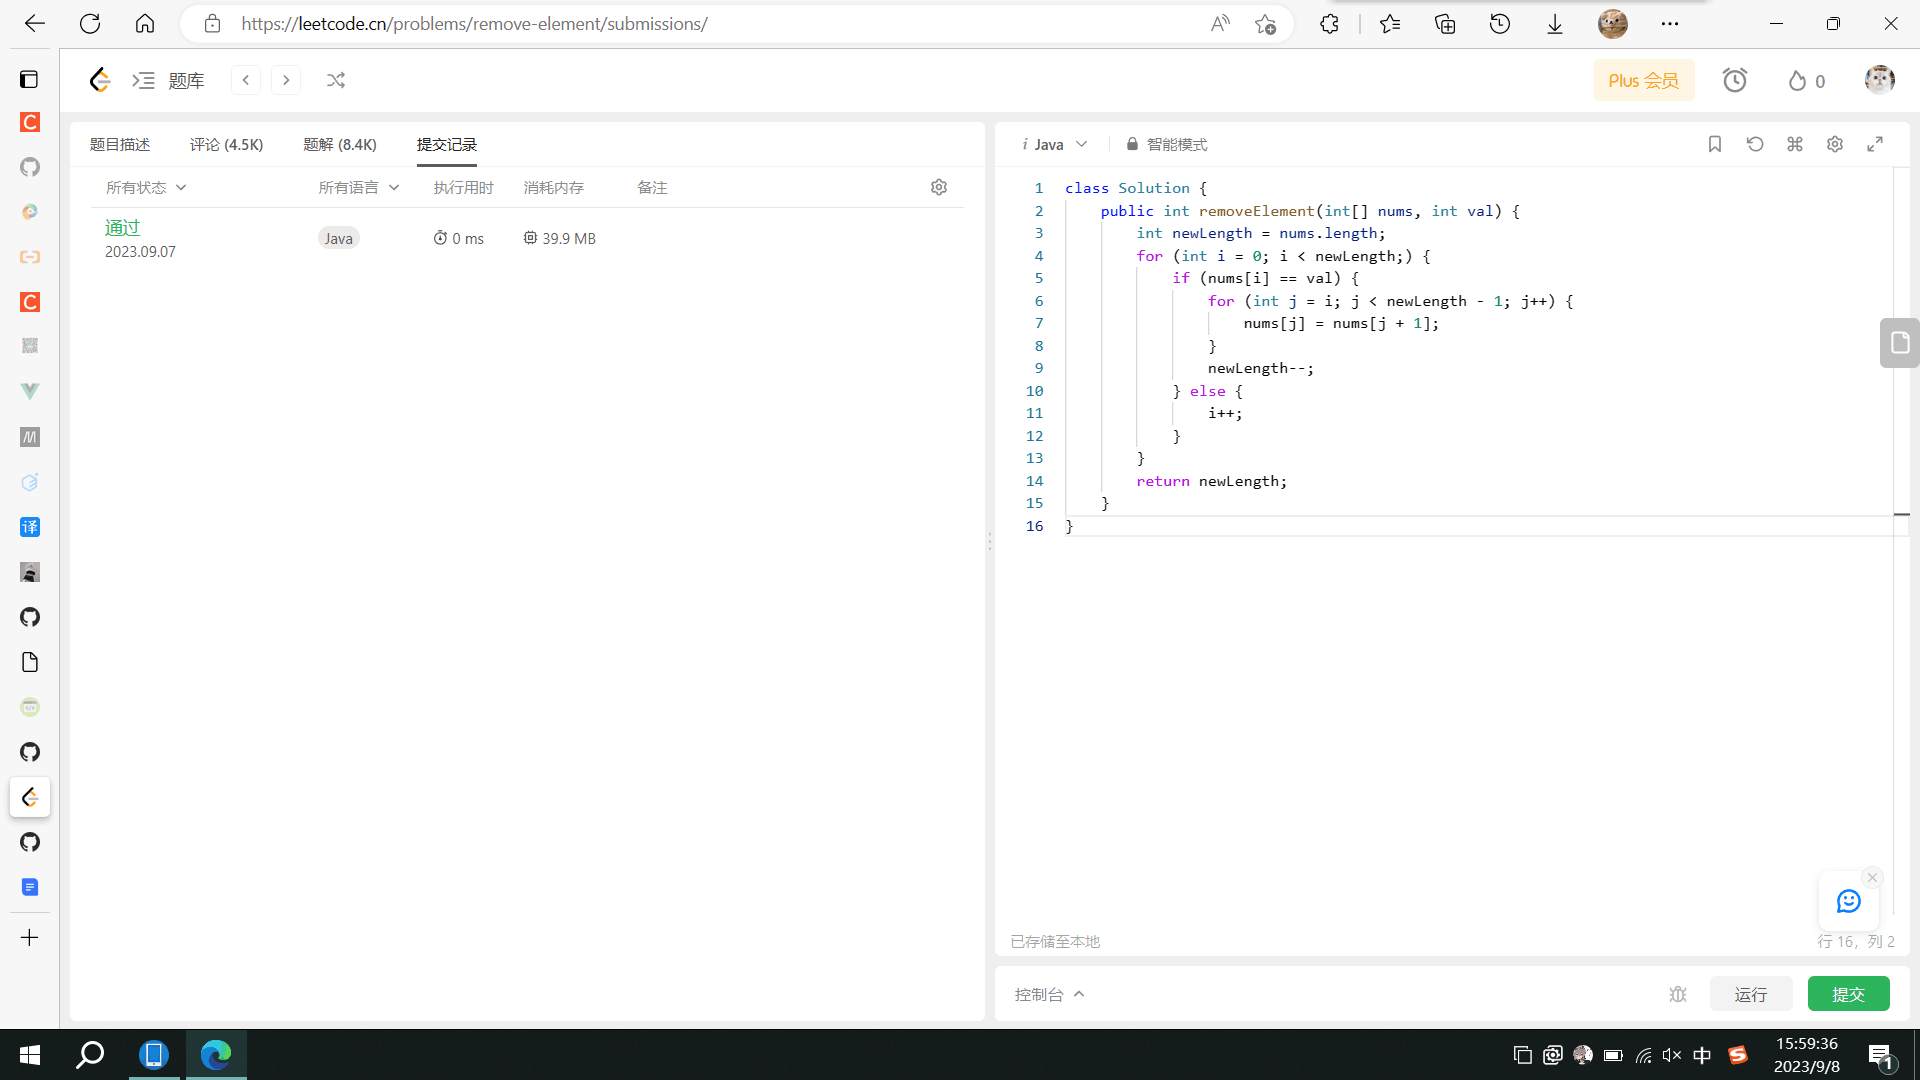 https://leetcode.cn/problems/remove-element/submissions/
题库
Plus 会员
0
题目描述
评论 (4.5K)
题解 (8.4K)
提交记录
所有状态
所有语言
执行用时
消耗内存
备注
通过
2023.09.07
Java
0 ms
39.9 MB
i Java
智能模式
1 class Solution {
2 public int removeElement(int[] nums, int val) {
3 int newLength = nums.length;
4 for (int i = 0; i < newLength;) {
5 if (nums[i] == val) {
6 for (int j = i; j < newLength - 1; j++) {
7 nums[j] = nums[j + 1];
8 }
9 newLength--;
10 } else {
11 i++;
12 }
13 }
14 return newLength;
15 }
16 }
已存储至本地
行 16，列 2
控制台
运行
提交
译
中
15:59:36
2023/9/8
1